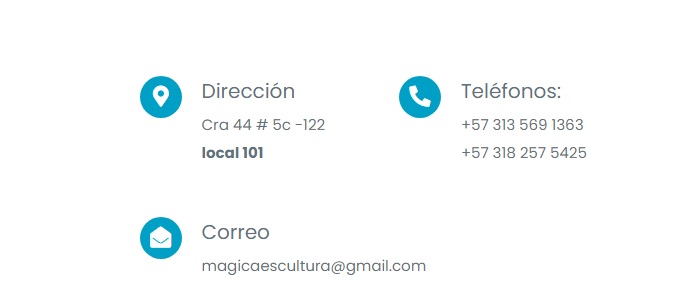 Dirección
Cra 44 # 5c -122
local 101
Teléfonos:
+57 313 569 1363
+57 318 257 5425
Correo
magicaescultura@gmail.com